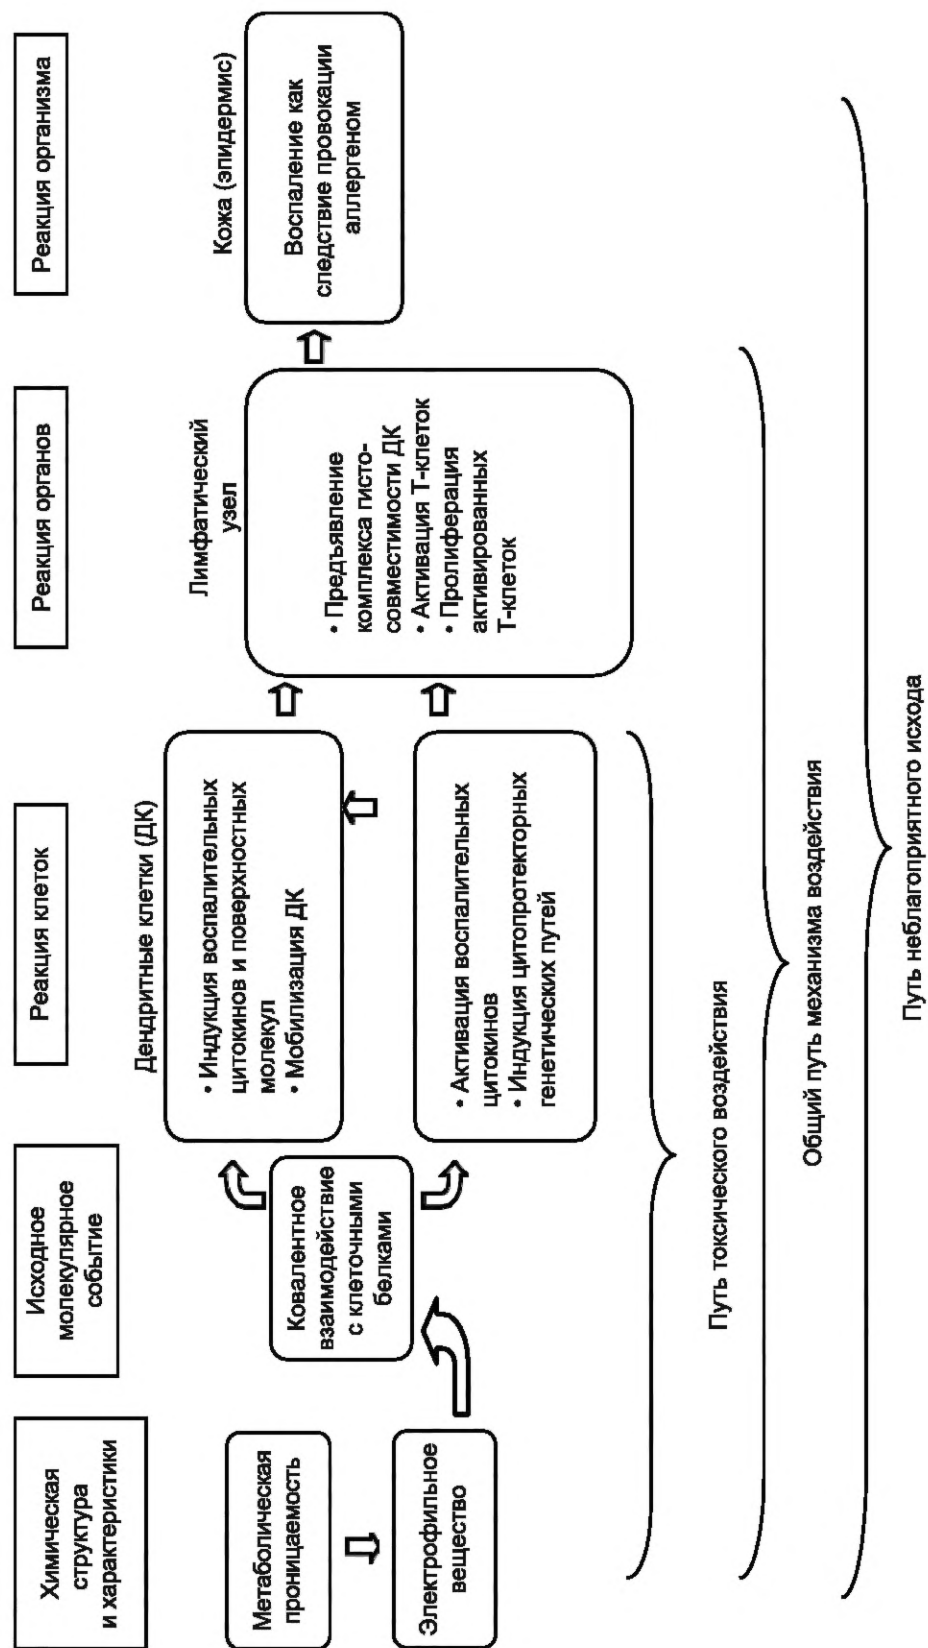 Химическая
структура
и характеристики
Исходное
молекулярное
событие
Реакция клеток
Реакция органов
Реакция организма
Метаболическая
проницаемость
Электрофильное
вещество
Ковалентное
взаимодействие
с клеточными
белками
Дендритные клетки (ДК)
• Индукция воспалительных
цитокинов и поверхностных
молекул
• Мобилизация ДК
• Активация воспалительных
цитокинов
• Индукция цитопротекторных
генетических путей
Лимфатический
узел
• Предъявление
комплекса гисто-
совместимости ДК
• Активация Т-клеток
• Пролиферация
активированных
Т-клеток
Кожа (эпидермис)
Воспаление как
следствие провокации
аллергеном
Путь токсического воздействия
Общий путь механизма воздействия
Путь неблагоприятного исхода